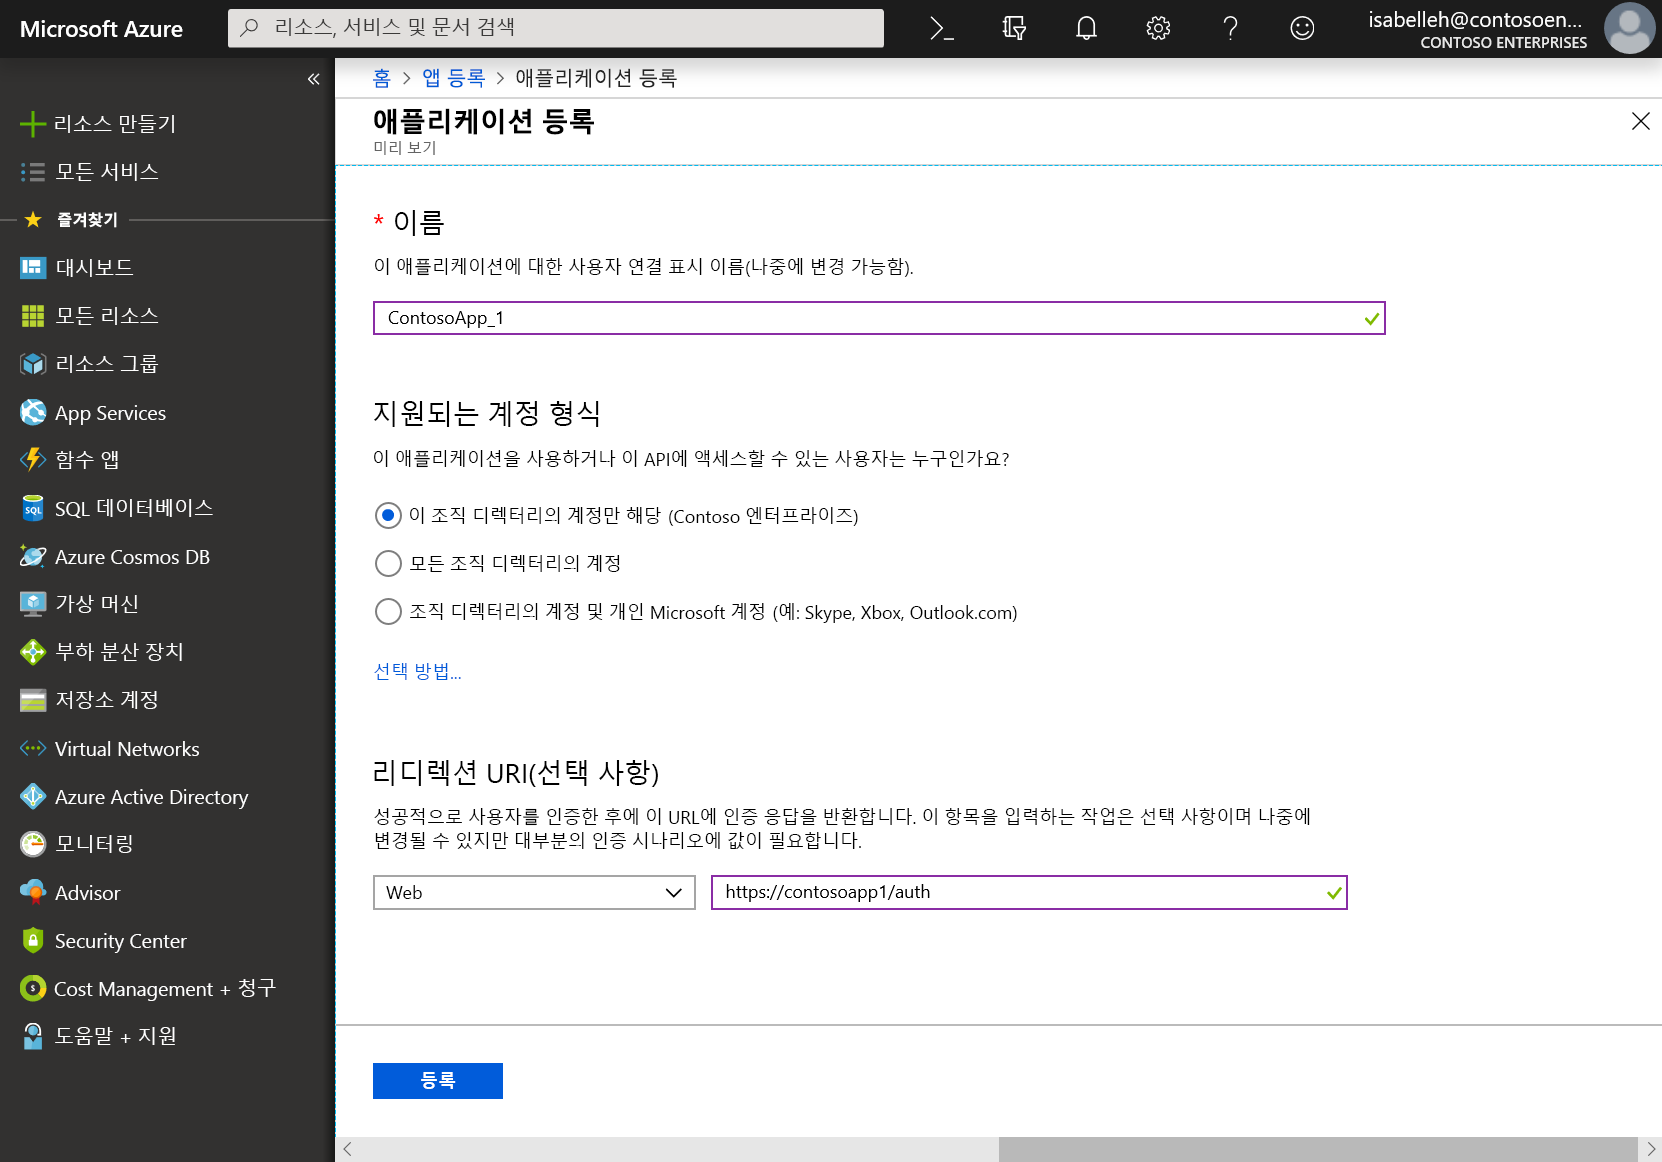 Microsoft Azure
리소스, 서비스 및 문서 검색
isabelleh@contosoen...
CONTOSO ENTERPRISES
리소스 만들기
모든 서비스
즐겨찾기
대시보드
모든 리소스
리소스 그룹
App Services
함수 앱
SQL 데이터베이스
Azure Cosmos DB
가상 머신
부하 분산 장치
저장소 계정
Virtual Networks
Azure Active Directory
모니터링
Advisor
Security Center
Cost Management + 청구
도움말 + 지원
홈 > 앱 등록 > 애플리케이션 등록
애플리케이션 등록
미리 보기
* 이름
이 애플리케이션에 대한 사용자 연결 표시 이름(나중에 변경 가능함).
ContosoApp_1
지원되는 계정 형식
이 애플리케이션을 사용하거나 이 API에 액세스할 수 있는 사용자는 누구인가요?
이 조직 디렉터리의 계정만 해당 (Contoso 엔터프라이즈)
모든 조직 디렉터리의 계정
조직 디렉터리의 계정 및 개인 Microsoft 계정 (예: Skype, Xbox, Outlook.com)
선택 방법...
리디렉션 URI(선택 사항)
성공적으로 사용자를 인증한 후에 이 URL에 인증 응답을 반환합니다. 이 항목을 입력하는 작업은 선택 사항이며 나중에
변경될 수 있지만 대부분의 인증 시나리오에 값이 필요합니다.
Web
https://contosoapp1/auth
등록